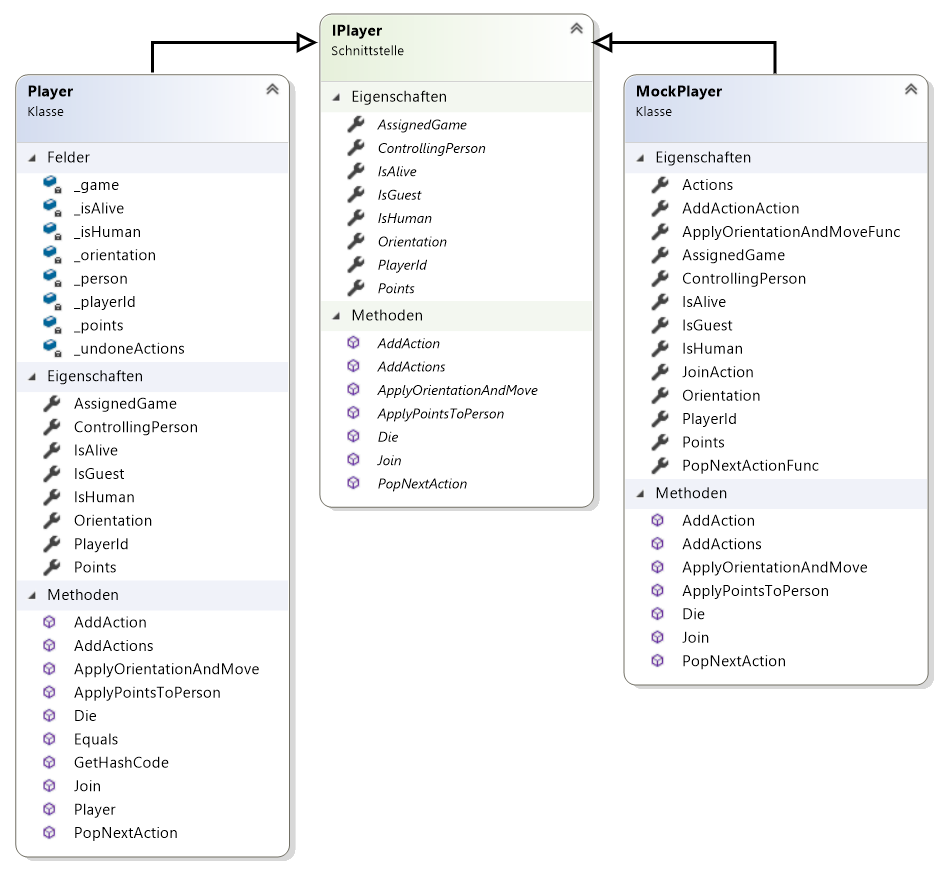 Player
Klasse
Felder
_game
_isAlive
_isHuman
_orientation
_person
_playerId
_points
_undoneActions
Eigenschaften
AssignedGame
ControllingPerson
IsAlive
IsGuest
IsHuman
Orientation
PlayerId
Points
Methoden
AddAction
AddActions
ApplyOrientationAndMove
ApplyPointsToPerson
Die
Equals
GetHashCode
Join
Player
PopNextAction
IPlayer
Schnittstelle
Eigenschaften
AssignedGame
ControllingPerson
IsAlive
IsGuest
IsHuman
Orientation
PlayerId
Points
Methoden
AddAction
AddActions
ApplyOrientationAndMove
ApplyPointsToPerson
Die
Join
PopNextAction
MockPlayer
Klasse
Eigenschaften
Actions
AddActionAction
ApplyOrientationAndMoveFunc
AssignedGame
ControllingPerson
IsAlive
IsGuest
IsHuman
JoinAction
Orientation
PlayerId
Points
PopNextActionFunc
Methoden
AddAction
AddActions
ApplyOrientationAndMove
ApplyPointsToPerson
Die
Join
PopNextAction